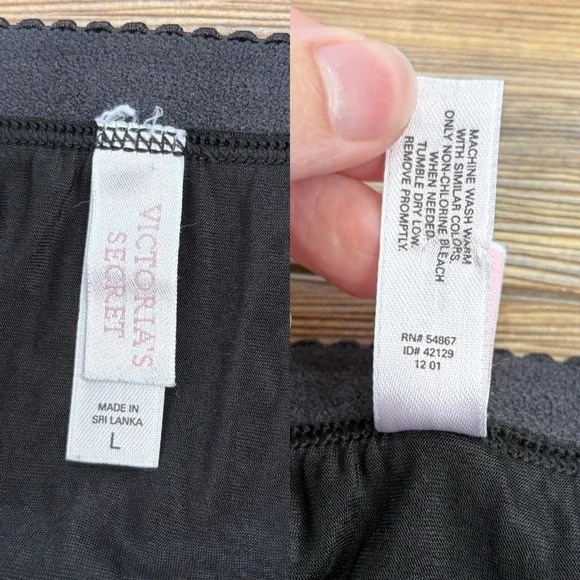 VICTORIA'S
SECRET
MADE IN
SRI LANKA
L
MACHINE WASH WARM
WITH SIMILAR COLORS.
ONLY NON-CHLORINE BLEACH
WHEN NEEDED.
TUMBLE DRY LOW.
REMOVE PROMPTLY.
RN# 54867
ID# 42129
12 01